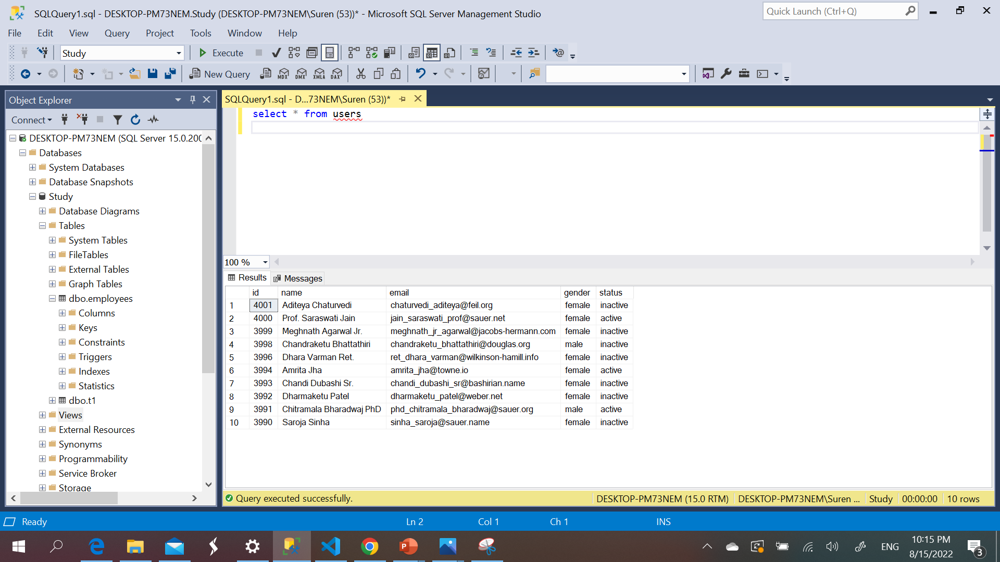 SQLQuery1.sql - DESKTOP-PM73NEM.Study (DESKTOP-PM73NEM\Suren (53))* - Microsoft SQL Server Management Studio
Quick Launch (Ctrl+Q)
File Edit View Query Project Tools Window Help
Study Execute
New Query MDX DMX XMLA DAX
Object Explorer
SQLQuery1.sql - D...73NEM\Suren (53))*
Connect
select * from users
DESKTOP-PM73NEM (SQL Server 15.0.200
Databases
System Databases
Database Snapshots
Study
Database Diagrams
Tables
System Tables
FileTables
External Tables
Graph Tables
dbo.employees
Columns
Keys
Constraints
Triggers
Indexes
Statistics
dbo.t1
Views
External Resources
Synonyms
Programmability
Service Broker
Storage
100 %
Results Messages
id name email gender status
1 4001 Aditeya Chaturvedi chaturvedi_aditeya@feil.org female inactive
2 4000 Prof. Saraswati Jain jain_saraswati_prof@sauer.net female active
3 3999 Meghnath Agarwal Jr. meghnath_jr_agarwal@jacobs-hermann.com female inactive
4 3998 Chandraketu Bhattathiri chandraketu_bhattathiri@douglas.org male inactive
5 3996 Dhara Varman Ret. ret_dhara_varman@wilkinson-hamill.info female inactive
6 3994 Amrita Jha amrita_jha@towne.io female active
7 3993 Chandi Dubashi Sr. chandi_dubashi_sr@bashirian.name female inactive
8 3992 Dharmaketu Patel dharmaketu_patel@weber.net female inactive
9 3991 Chitramala Bharadwaj PhD phd_chitramala_bharadwaj@sauer.org male active
10 3990 Saroja Sinha sinha_saroja@sauer.name female inactive
Query executed successfully. DESKTOP-PM73NEM (15.0 RTM) DESKTOP-PM73NEM\Suren ... Study 00:00:00 10 rows
Ready Ln 2 Col 1 Ch 1 INS
ENG
10:15 PM
8/15/2022
3